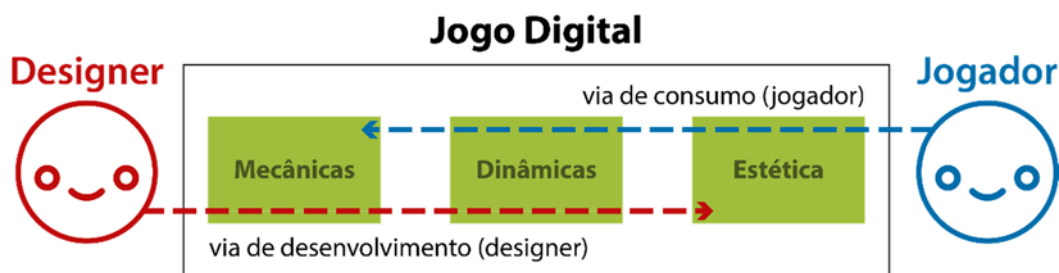 Jogo Digital
Designer
Jogador
via de consumo (jogador)
Mecânicas
Dinâmicas
Estética
via de desenvolvimento (designer)